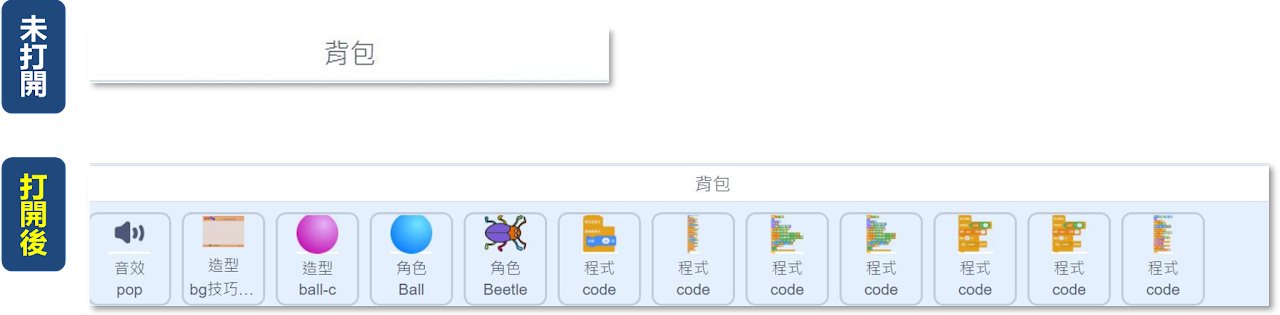 未打開
背包
打開後
背包
音效
pop
造型
bg技巧...
造型
ball-c
角色
Ball
角色
Beetle
程式
code
程式
code
程式
code
程式
code
程式
code
程式
code
程式
code